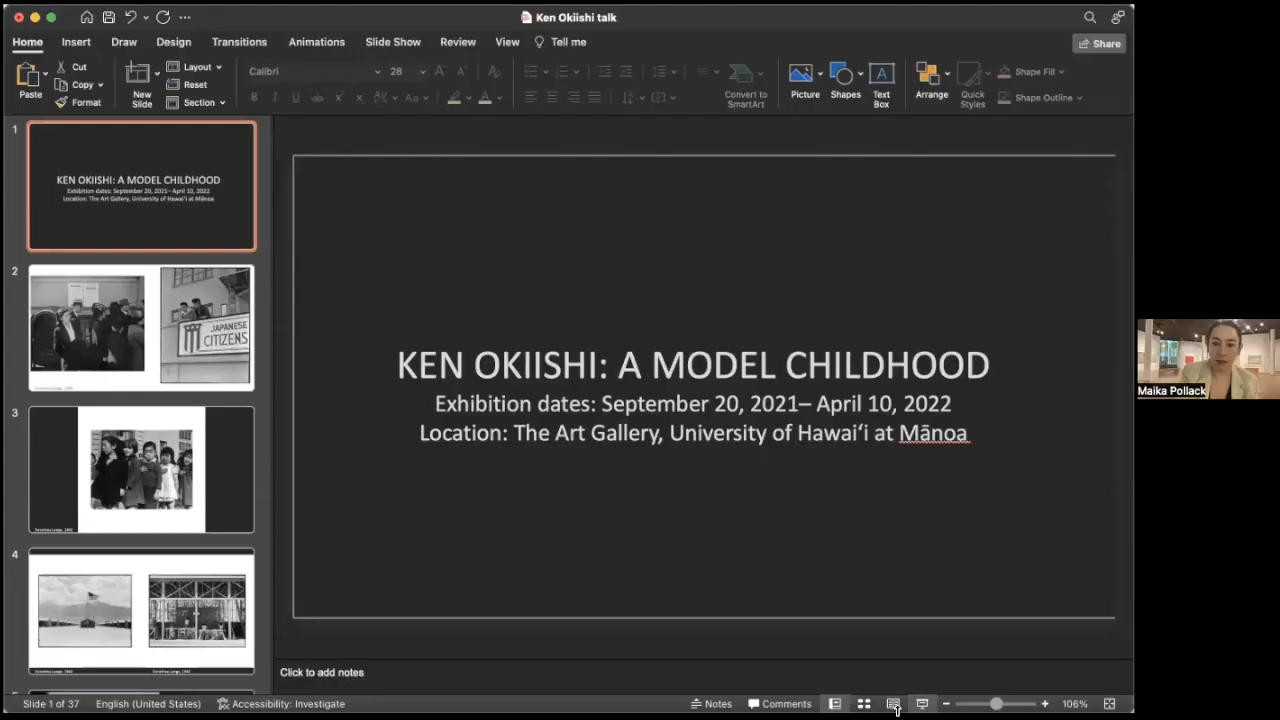 Ken Okiishi talk
Home Insert Draw Design Transitions Animations Slide Show Review View Tell me Share
Paste
Cut
Copy
Format
New Slide
Layout
Reset
Section
Calibri 28
Convert to SmartArt
Picture
Shapes
Text Box
Arrange
Quick Styles
Shape Fill
Shape Outline
1
KEN OKIISHI: A MODEL CHILDHOOD
Exhibition dates: September 20, 2021–April 10, 2022
Location: The Art Gallery, University of Hawaiʻi at Mānoa
2
JAPANESE
CITIZENS
3
4
KEN OKIISHI: A MODEL CHILDHOOD
Exhibition dates: September 20, 2021– April 10, 2022
Location: The Art Gallery, University of Hawaiʻi at Mānoa
Maika Pollack
Click to add notes
Slide 1 of 37 English (United States) Accessibility: Investigate Notes Comments 106%